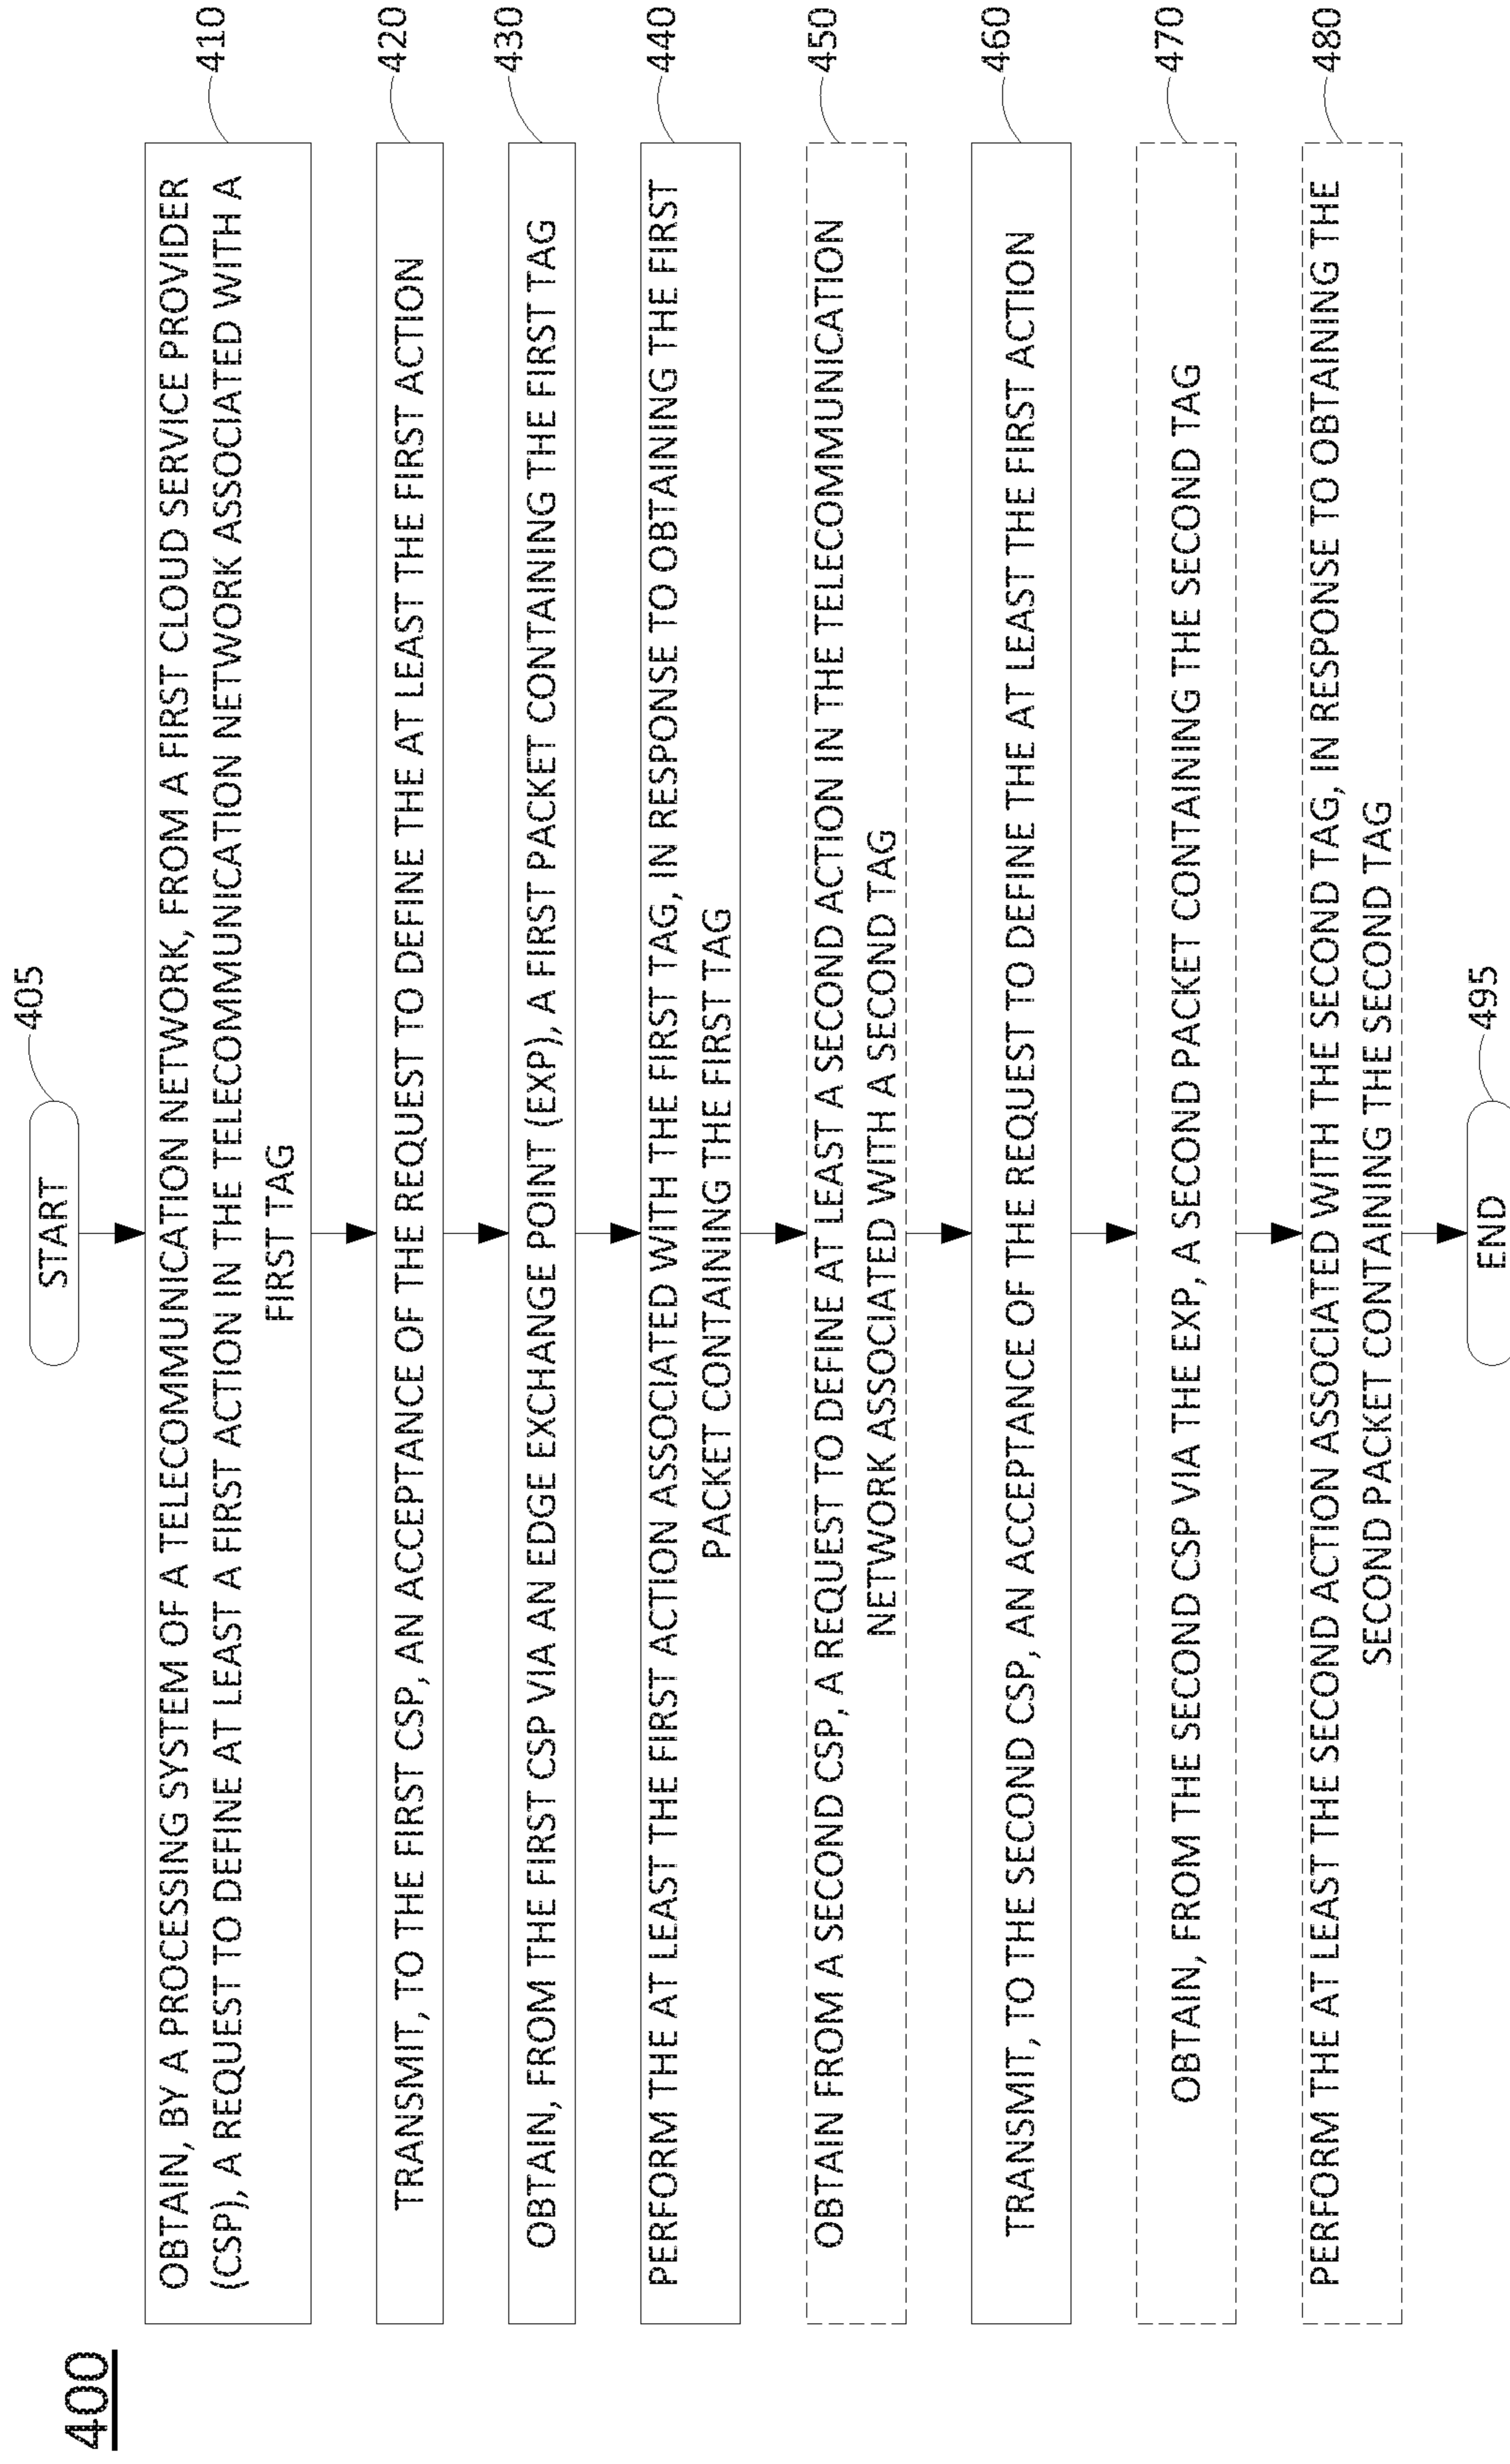 400
START
405
OBTAIN, BY A PROCESSING SYSTEM OF A TELECOMMUNICATION NETWORK, FROM A FIRST CLOUD SERVICE PROVIDER
(CSP), A REQUEST TO DEFINE AT LEAST A FIRST ACTION IN THE TELECOMMUNICATION NETWORK ASSOCIATED WITH A
FIRST TAG
410
TRANSMIT, TO THE FIRST CSP, AN ACCEPTANCE OF THE REQUEST TO DEFINE THE AT LEAST THE FIRST ACTION
420
OBTAIN, FROM THE FIRST CSP VIA AN EDGE EXCHANGE POINT (EXP), A FIRST PACKET CONTAINING THE FIRST TAG
430
PERFORM THE AT LEAST THE FIRST ACTION ASSOCIATED WITH THE FIRST TAG, IN RESPONSE TO OBTAINING THE FIRST
PACKET CONTAINING THE FIRST TAG
440
OBTAIN FROM A SECOND CSP, A REQUEST TO DEFINE AT LEAST A SECOND ACTION IN THE TELECOMMUNICATION
NETWORK ASSOCIATED WITH A SECOND TAG
450
TRANSMIT, TO THE SECOND CSP, AN ACCEPTANCE OF THE REQUEST TO DEFINE THE AT LEAST THE FIRST ACTION
460
OBTAIN, FROM THE SECOND CSP VIA THE EXP, A SECOND PACKET CONTAINING THE SECOND TAG
470
PERFORM THE AT LEAST THE SECOND ACTION ASSOCIATED WITH THE SECOND TAG, IN RESPONSE TO OBTAINING THE
SECOND PACKET CONTAINING THE SECOND TAG
480
END
495